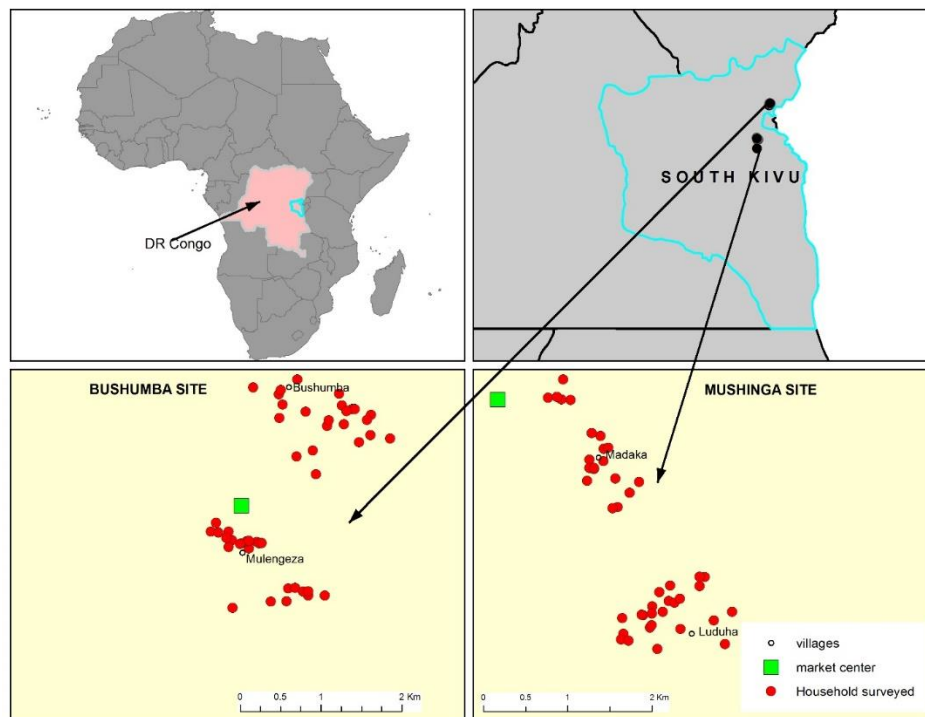 DR Congo
SOUTH KIVU
BUSHUMBA SITE
Bushumba
Mulengeza
0 0.5 1 2 Km
MUSHINGA SITE
Madaka
Luduha
villages
market center
Household surveyed
0 0.5 1 2 Km